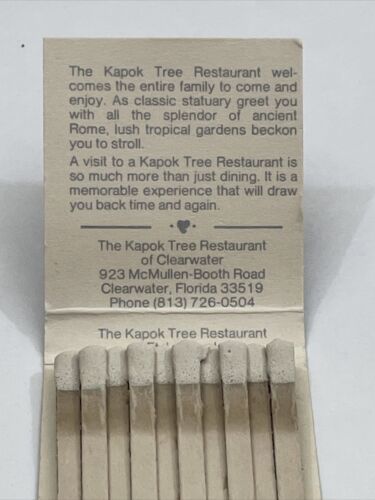 The Kapok Tree Restaurant wel-
comes the entire family to come and
enjoy. As classic statuary greet you
with all the splendor of ancient
Rome, lush tropical gardens beckon
you to stroll.
A visit to a Kapok Tree Restaurant is
so much more than just dining. It is a
memorable experience that will draw
you back time and again.
The Kapok Tree Restaurant
of Clearwater
923 McMullen-Booth Road
Clearwater, Florida 33519
Phone (813) 726-0504
The Kapok Tree Restaurant